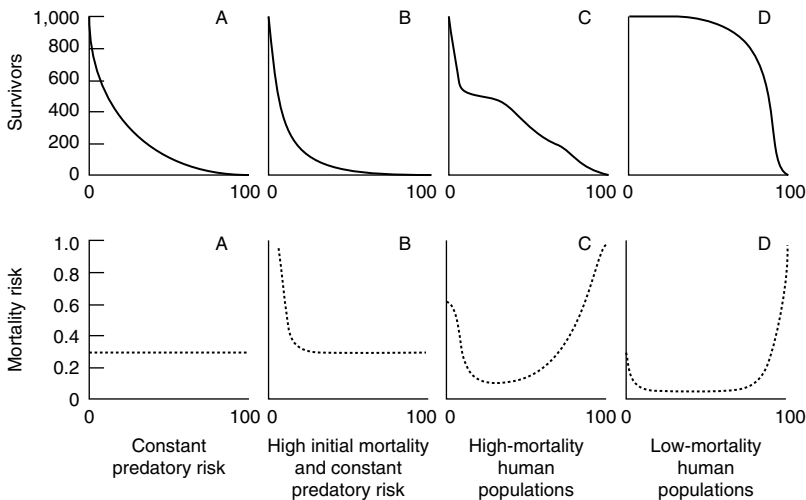 A
B
C
D
1,000
800
600
400
200
0
Survivors
0
100
0
100
0
100
0
100
A
B
C
D
1.0
0.8
0.6
0.4
0.2
0
Mortality risk
0
100
0
100
0
100
0
100
Constant
predatory risk
High initial mortality
and constant
predatory risk
High-mortality
human
populations
Low-mortality
human
populations